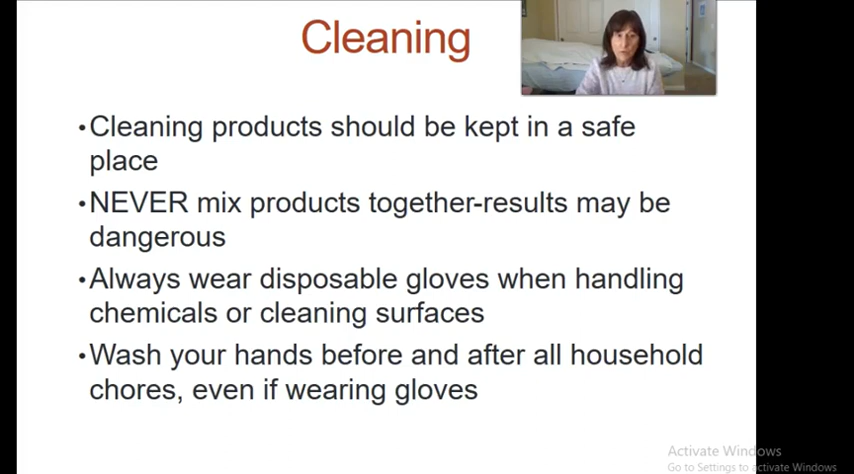 Cleaning
•Cleaning products should be kept in a safe
place
•NEVER mix products together-results may be
dangerous
•Always wear disposable gloves when handling
chemicals or cleaning surfaces
•Wash your hands before and after all household
chores, even if wearing gloves
Activate Windows
Go to Settings to activate Windows